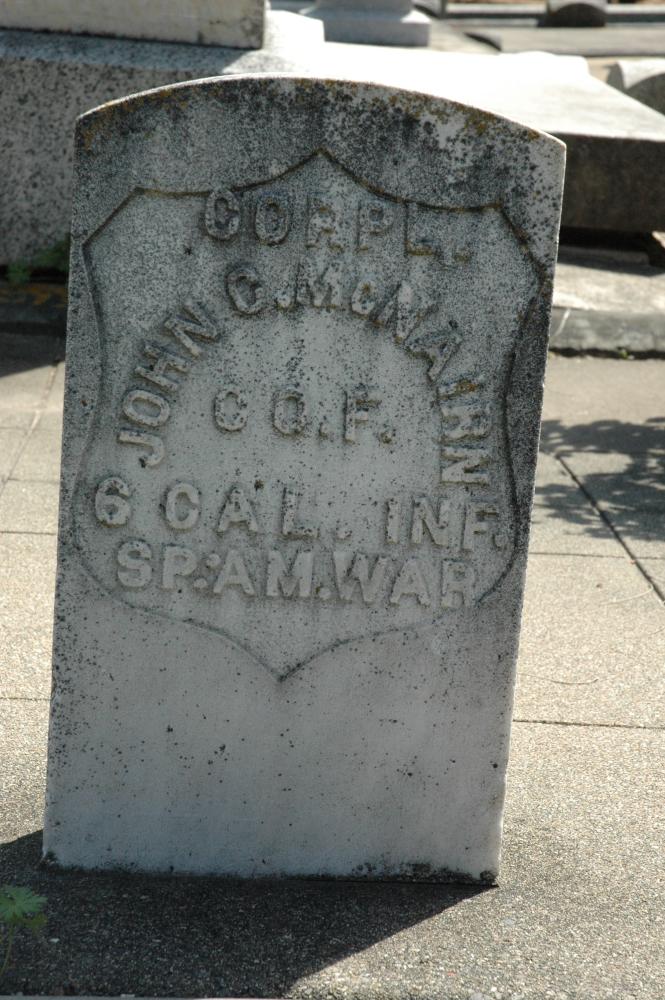 CORPL.
JOHN C. McNAIRN
CO. F.
6 CAL. INF.
SP. AM. WAR